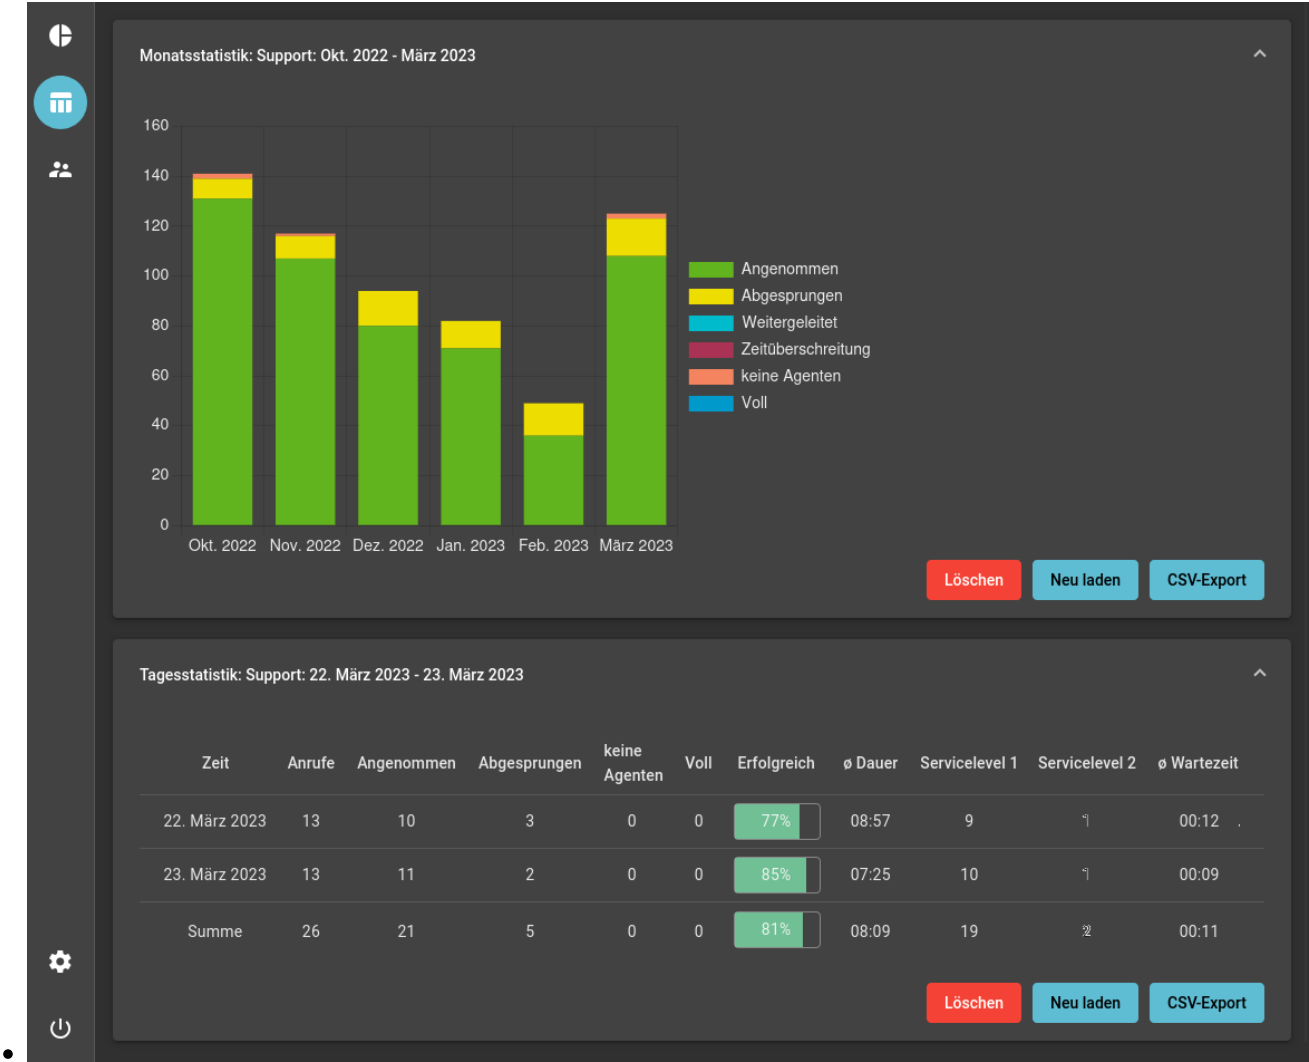 Monatsstatistik: Support: Okt. 2022 - März 2023
160
140
120
100
80
60
40
20
0
Okt. 2022 Nov. 2022 Dez. 2022 Jan. 2023 Feb. 2023 März 2023
Angenommen
Abgesprungen
Weitergeleitet
Zeitüberschreitung
keine Agenten
Voll
Löschen Neu laden CSV-Export
Tagesstatistik: Support: 22. März 2023 - 23. März 2023
Zeit Anrufe Angenommen Abgesprungen keine Agenten Voll Erfolgreich ø Dauer Servicelevel 1 Servicelevel 2 ø Wartezeit
22. März 2023 13 10 3 0 0 77% 08:57 9 1 00:12
23. März 2023 13 11 2 0 0 85% 07:25 10 1 00:09
Summe 26 21 5 0 0 81% 08:09 19 2 00:11
Löschen Neu laden CSV-Export